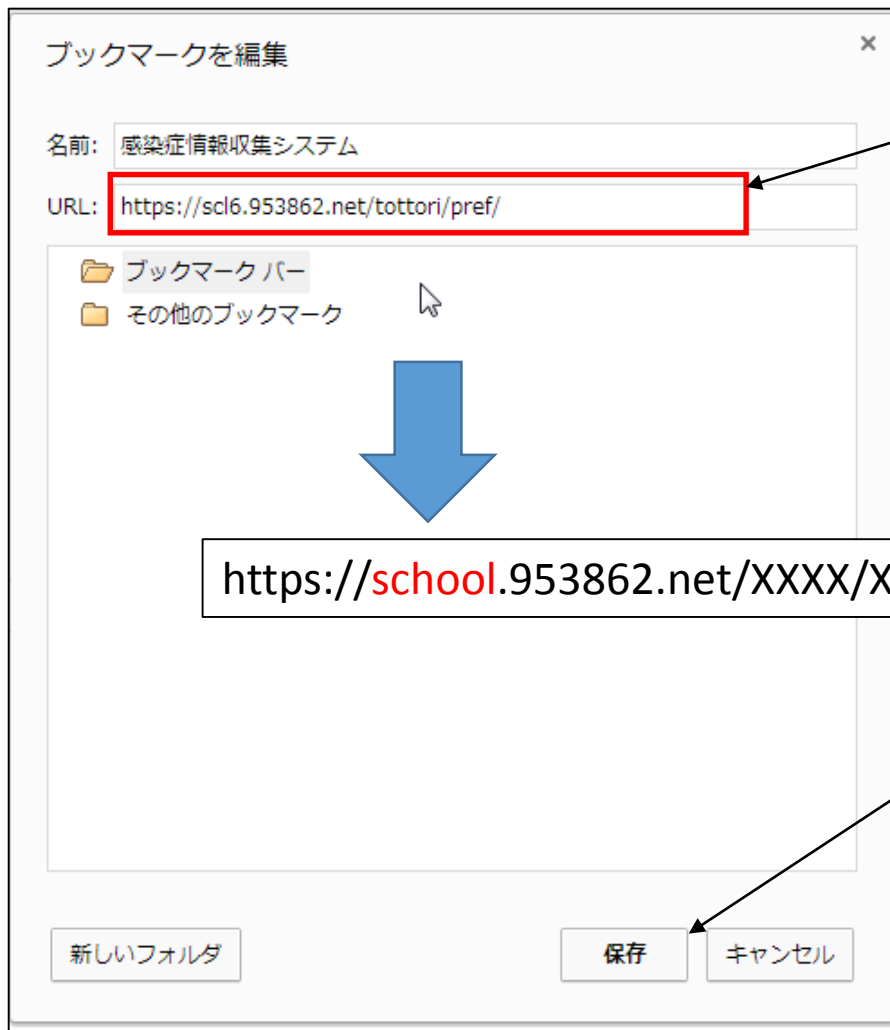 ブックマークを編集
×
名前: 感染症情報収集システム
URL: https://scl6.953862.net/tottori/pref/
ブックマーク バー
その他のブックマーク
https://school.953862.net/XXXX/X
新しいフォルダ 保存 キャンセル